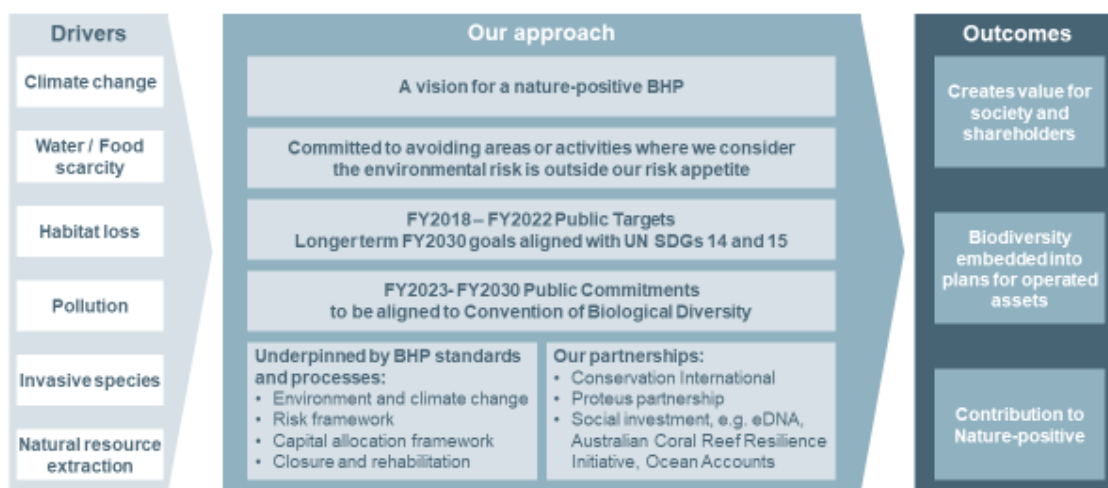 Drivers
Climate change
Water / Food
scarcity
Habitat loss
Pollution
Invasive species
Natural resource
extraction
Our approach
A vision for a nature-positive BHP
Committed to avoiding areas or activities where we consider
the environmental risk is outside our risk appetite
FY2018 – FY2022 Public Targets
Longer term FY2030 goals aligned with UN SDGs 14 and 15
FY2023- FY2030 Public Commitments
to be aligned to Convention of Biological Diversity
Underpinned by BHP standards
and processes:
• Environment and climate change
• Risk framework
• Capital allocation framework
• Closure and rehabilitation
Our partnerships:
• Conservation International
• Proteus partnership
• Social investment, e.g. eDNA,
Australian Coral Reef Resilience
Initiative, Ocean Accounts
Outcomes
Creates value for
society and
shareholders
Biodiversity
embedded into
plans for operated
assets
Contribution to
Nature-positive